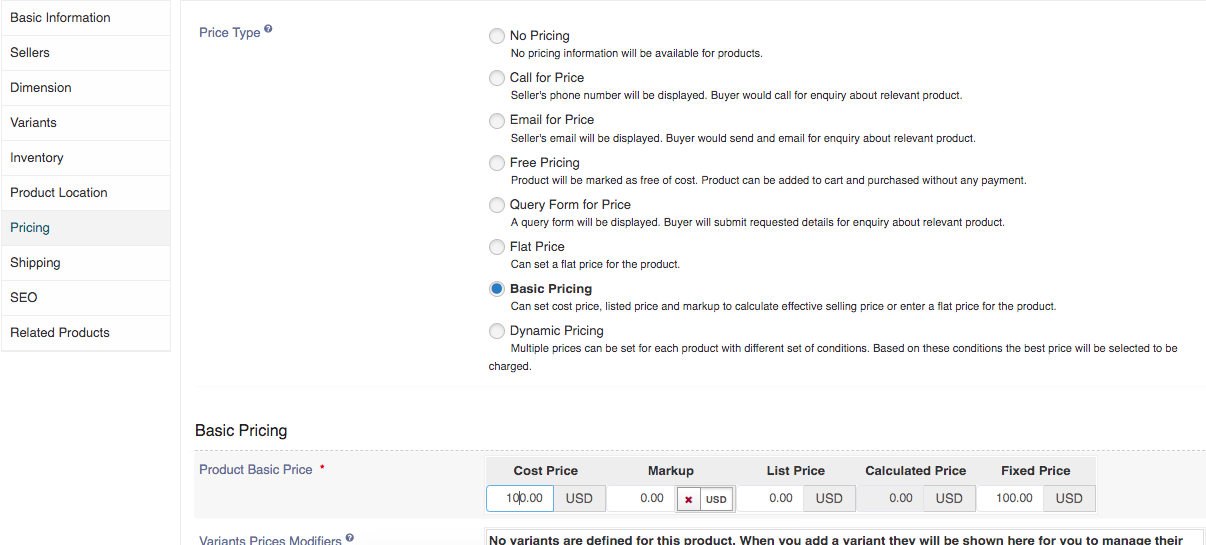 Basic Information
Sellers
Dimension
Variants
Inventory
Product Location
Pricing
Shipping
SEO
Related Products
Price Type ?
No Pricing
No pricing information will be available for products.
Call for Price
Seller's phone number will be displayed. Buyer would call for enquiry about relevant product.
Email for Price
Seller's email will be displayed. Buyer would send and email for enquiry about relevant product.
Free Pricing
Product will be marked as free of cost. Product can be added to cart and purchased without any payment.
Query Form for Price
A query form will be displayed. Buyer will submit requested details for enquiry about relevant product.
Flat Price
Can set a flat price for the product.
Basic Pricing
Can set cost price, listed price and markup to calculate effective selling price or enter a flat price for the product.
Dynamic Pricing
Multiple prices can be set for each product with different set of conditions. Based on these conditions the best price will be selected to be
charged.
Basic Pricing
Product Basic Price *
Cost Price Markup List Price Calculated Price Fixed Price
100.00 USD 0.00 USD 0.00 USD 0.00 USD 100.00 USD
Variants Prices Modifiers ?
No variants are defined for this product. When you add a variant they will be shown here for you to manage their